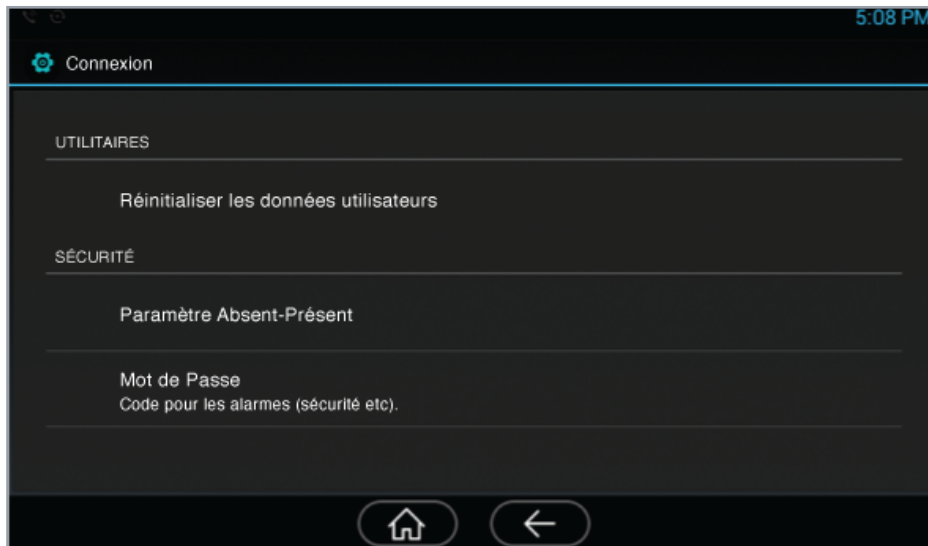 5:08 PM
Connexion
UTILITAIRES
Réinitialiser les données utilisateurs
SÉCURITÉ
Paramètre Absent-Présent
Mot de Passe
Code pour les alarmes (sécurité etc).